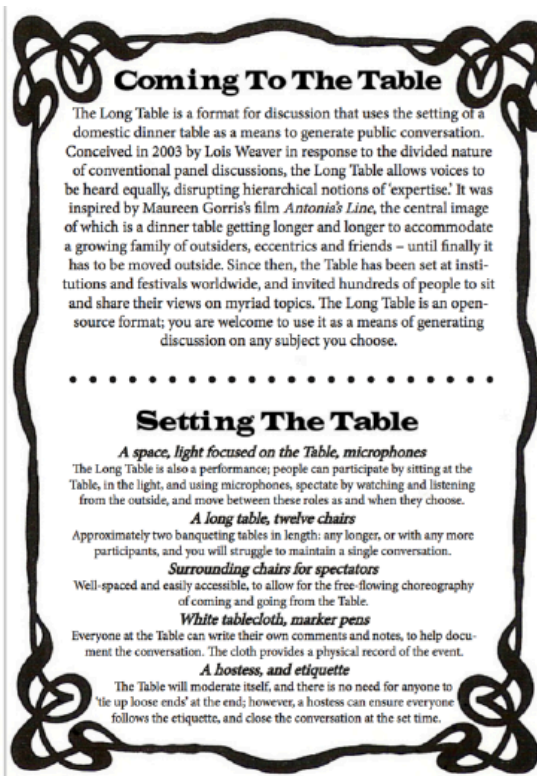 Coming To The Table
The Long Table is a format for discussion that uses the setting of a
domestic dinner table as a means to generate public conversation.
Conceived in 2003 by Lois Weaver in response to the divided nature
of conventional panel discussions, the Long Table allows voices to
be heard equally, disrupting hierarchical notions of ‘expertise.’ It was
inspired by Maureen Gorris’s film Antonia’s Line, the central image
of which is a dinner table getting longer and longer to accommodate
a growing family of outsiders, eccentrics and friends – until finally it
has to be moved outside. Since then, the Table has been set at insti-
tutions and festivals worldwide, and invited hundreds of people to sit
and share their views on myriad topics. The Long Table is an open-
source format; you are welcome to use it as a means of generating
discussion on any subject you choose.
Setting The Table
A space, light focused on the Table, microphones
The Long Table is also a performance; people can participate by sitting at the
Table, in the light, and using microphones, spectate by watching and listening
from the outside, and move between these roles as and when they choose.
A long table, twelve chairs
Approximately two banqueting tables in length: any longer, or with any more
participants, and you will struggle to maintain a single conversation.
Surrounding chairs for spectators
Well-spaced and easily accessible, to allow for the free-flowing choreography
of coming and going from the Table.
White tablecloth, marker pens
Everyone at the Table can write their own comments and notes, to help docu-
ment the conversation. The cloth provides a physical record of the event.
A hostess, and etiquette
The Table will moderate itself, and there is no need for anyone to
‘tie up loose ends’ at the end; however, a hostess can ensure everyone
follows the etiquette, and close the conversation at the set time.